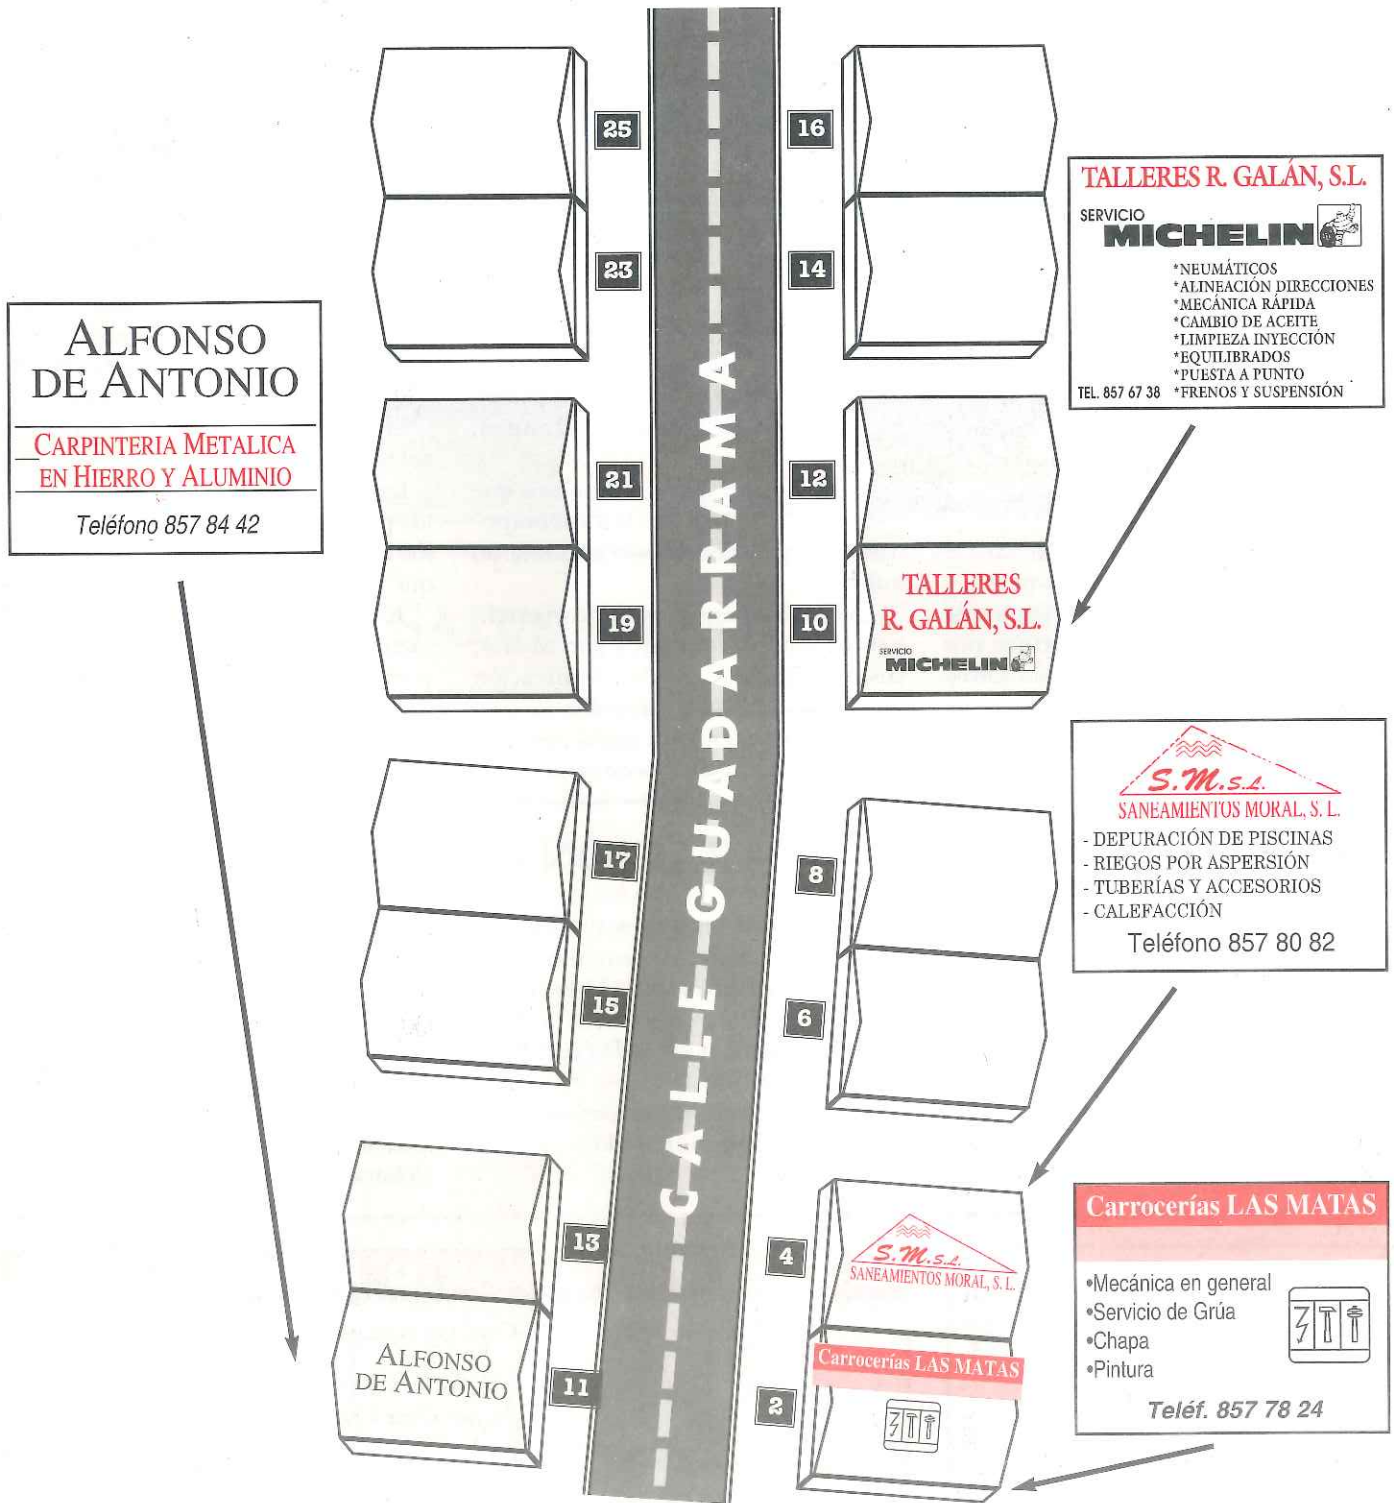 25
16
23
14
21
12
19
10
17
8
15
6
13
4
11
2
CALLE GUADARRAMA
ALFONSO
DE ANTONIO
CARPINTERIA METALICA
EN HIERRO Y ALUMINIO
Teléfono 857 84 42
TALLERES R. GALÁN, S.L.
SERVICIO
MICHELIN
*NEUMÁTICOS
*ALINEACIÓN DIRECCIONES
*MECÁNICA RÁPIDA
*CAMBIO DE ACEITE
*LIMPIEZA INYECCIÓN
*EQUILIBRADOS
*PUESTA A PUNTO
TEL. 857 67 38 *FRENOS Y SUSPENSIÓN
TALLERES
R. GALÁN, S.L.
SERVICIO
MICHELIN
S.M.S.L.
SANEAMIENTOS MORAL, S. L.
- DEPURACIÓN DE PISCINAS
- RIEGOS POR ASPERSIÓN
- TUBERÍAS Y ACCESORIOS
- CALEFACCIÓN
Teléfono 857 80 82
S.M.S.L.
SANEAMIENTOS MORAL, S. L.
Carrocerías LAS MATAS
Carrocerías LAS MATAS
•Mecánica en general
•Servicio de Grúa
•Chapa
•Pintura
Teléf. 857 78 24
ALFONSO
DE ANTONIO